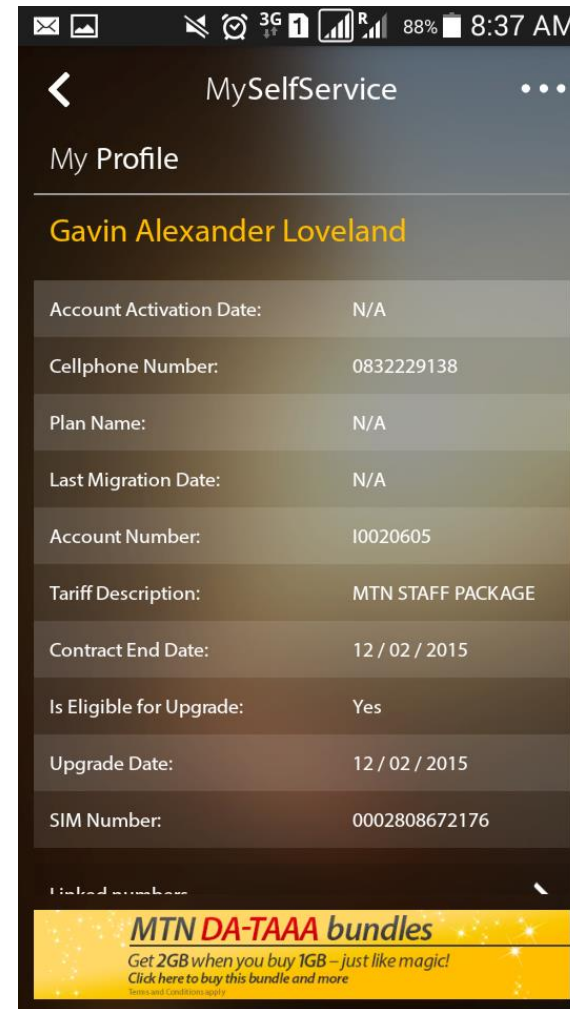 3G 1 R 88% 8:37 AM
MySelfService
My Profile
Gavin Alexander Loveland
Account Activation Date: N/A
Cellphone Number: 0832229138
Plan Name: N/A
Last Migration Date: N/A
Account Number: I0020605
Tariff Description: MTN STAFF PACKAGE
Contract End Date: 12 / 02 / 2015
Is Eligible for Upgrade: Yes
Upgrade Date: 12 / 02 / 2015
SIM Number: 0002808672176
Linked numbers
MTN DA-TAAA bundles
Get 2GB when you buy 1GB – just like magic!
Click here to buy this bundle and more
Terms and Conditions apply